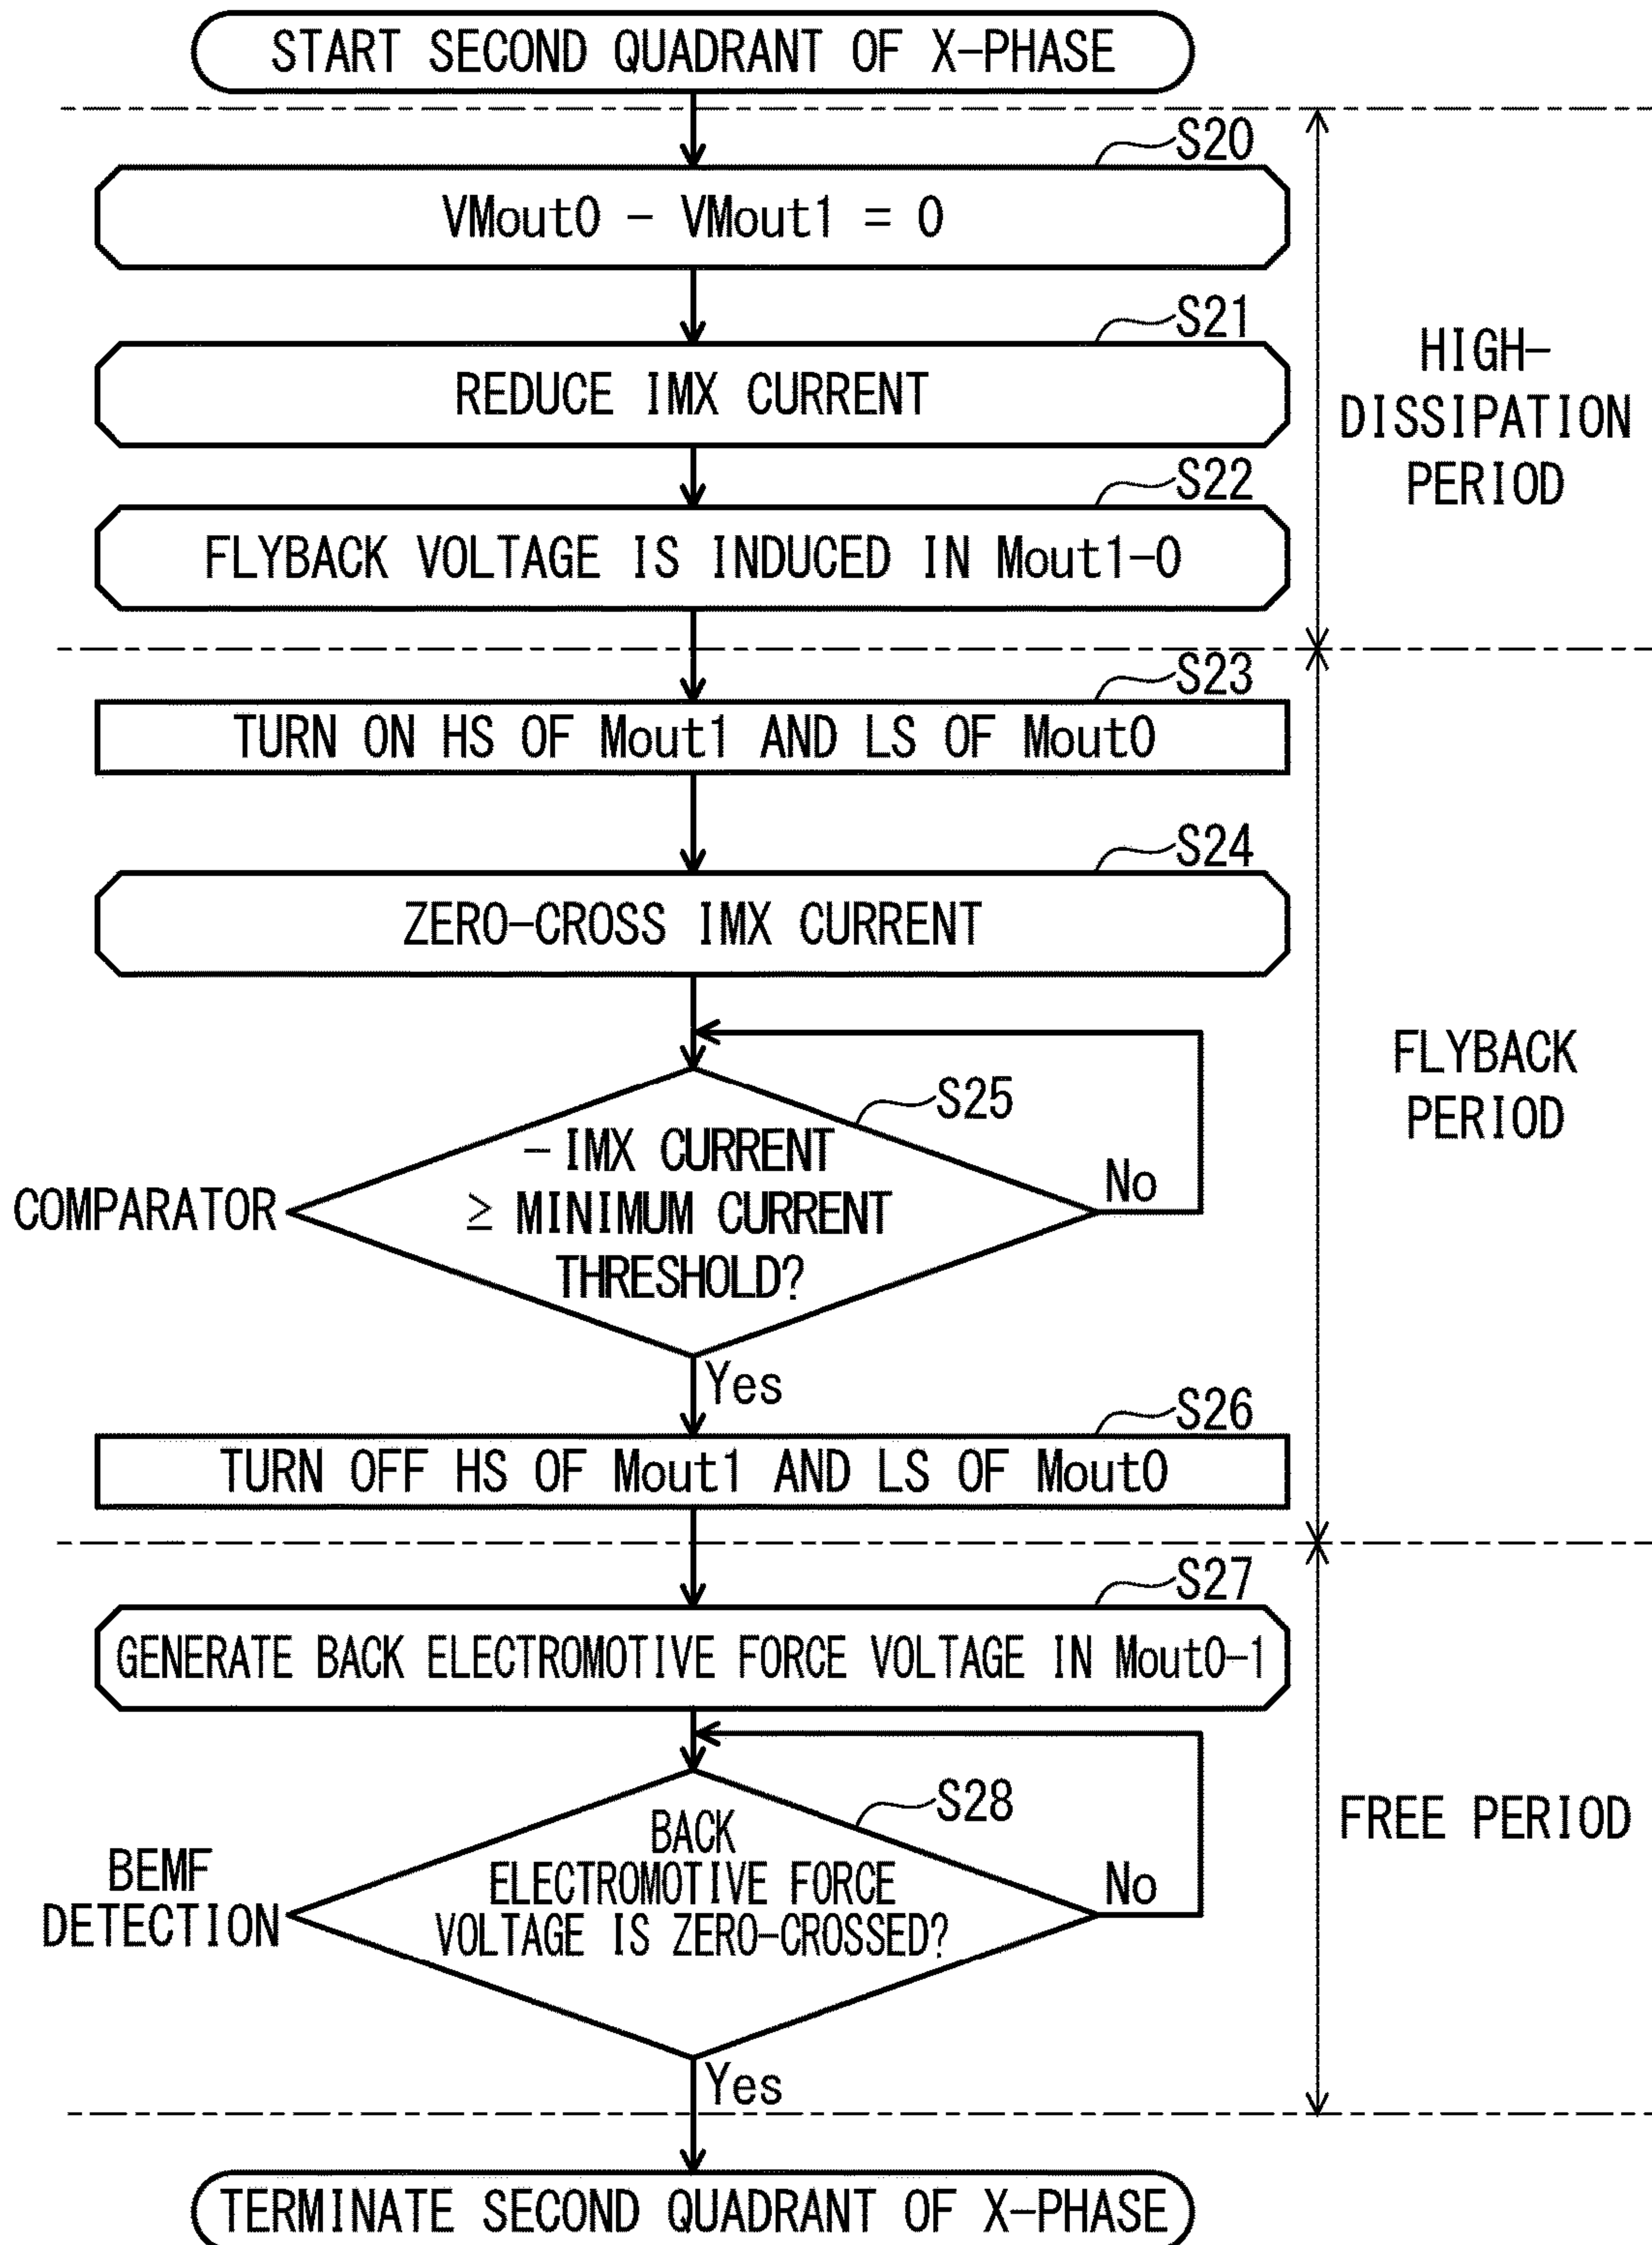 START SECOND QUADRANT OF X-PHASE
S20
VMout0 - VMout1 = 0
S21
REDUCE IMX CURRENT
S22
FLYBACK VOLTAGE IS INDUCED IN Mout1-0
HIGH-
DISSIPATION
PERIOD
S23
TURN ON HS OF Mout1 AND LS OF Mout0
S24
ZERO-CROSS IMX CURRENT
S25
- IMX CURRENT
≥ MINIMUM CURRENT
THRESHOLD?
COMPARATOR
No
Yes
S26
TURN OFF HS OF Mout1 AND LS OF Mout0
FLYBACK
PERIOD
S27
GENERATE BACK ELECTROMOTIVE FORCE VOLTAGE IN Mout0-1
S28
BACK
ELECTROMOTIVE FORCE
VOLTAGE IS ZERO-CROSSED?
BEMF
DETECTION
No
Yes
FREE PERIOD
TERMINATE SECOND QUADRANT OF X-PHASE